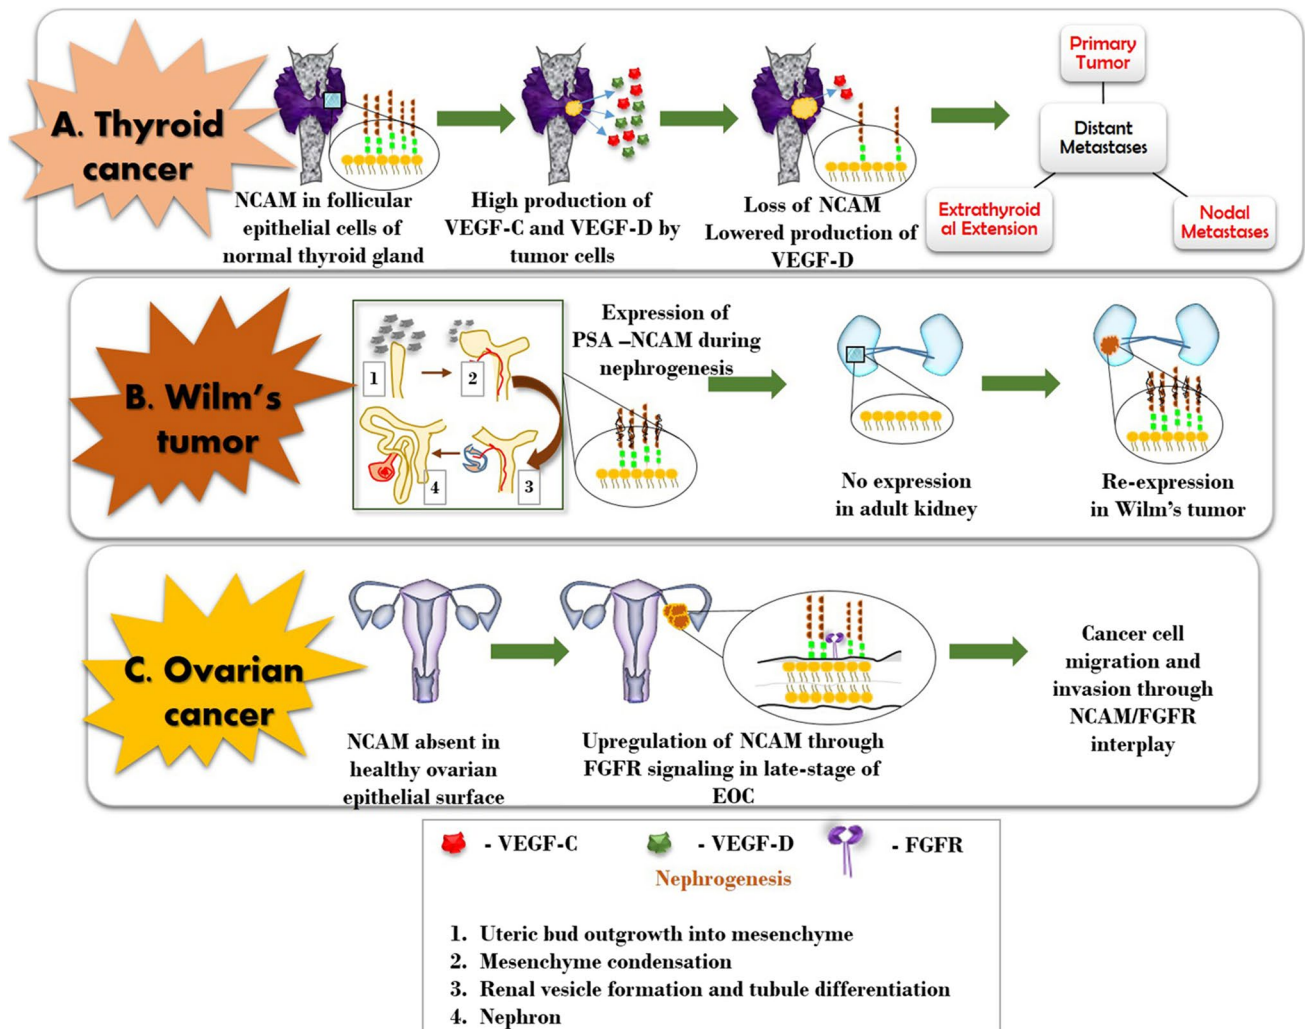 A. Thyroid
cancer
NCAM in follicular
epithelial cells of
normal thyroid gland
High production of
VEGF-C and VEGF-D by
tumor cells
Loss of NCAM
Lowered production of
VEGF-D
Primary
Tumor
Distant
Metastases
Extrathyroid
al Extension
Nodal
Metastases
B. Wilm's
tumor
1
2
3
4
Expression of
PSA –NCAM during
nephrogenesis
No expression
in adult kidney
Re-expression
in Wilm's tumor
C. Ovarian
cancer
NCAM absent in
healthy ovarian
epithelial surface
Upregulation of NCAM through
FGFR signaling in late-stage of
EOC
Cancer cell
migration and
invasion through
NCAM/FGFR
interplay
- VEGF-C
- VEGF-D
- FGFR
Nephrogenesis
1. Uteric bud outgrowth into mesenchyme
2. Mesenchyme condensation
3. Renal vesicle formation and tubule differentiation
4. Nephron